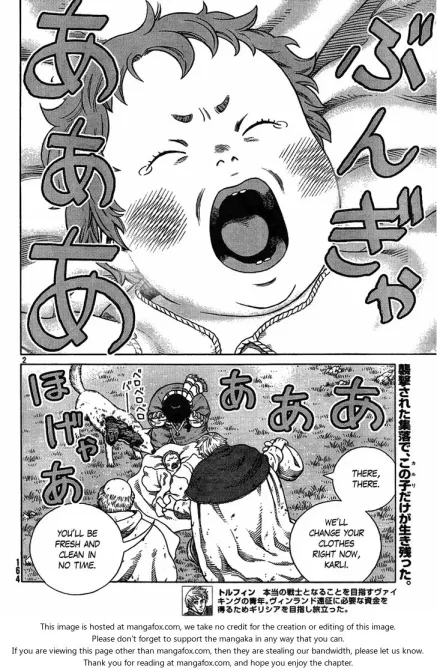 ぶんぎゃ
あああ
2
襲撃された集落で、この子だけが生き残った。
カリ
あああ
ロンロンロン
ほげゃあ
THERE,
THERE.
WE'LL
CHANGE YOUR
CLOTHES
RIGHT NOW,
KARLI.
YOU'LL BE
FRESH AND
CLEAN IN
NO TIME.
164
トルフィン 本当の戦士となることを目指すヴァイ
キングの青年。ヴィンランド遠征に必要な資金を
得るためギリシアを目指し旅立った。
This image is hosted at mangafox.com, we take no credit for the creation or editing of this image.
Please don't forget to support the mangaka in any way that you can.
If you are viewing this page other than mangafox.com, then they are stealing our bandwidth, please let us know.
Thank you for reading at mangafox.com, and hope you enjoy the chapter.